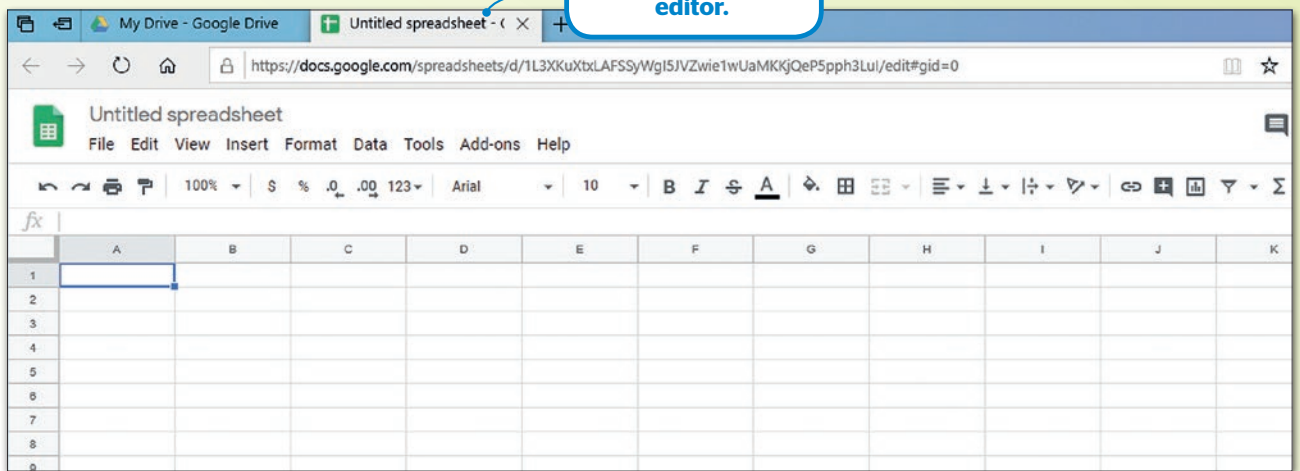 editor.
My Drive - Google Drive
Untitled spreadsheet - (
https://docs.google.com/spreadsheets/d/1L3XKuXtxLAFSSyWgI5JVZwie1wUaMKKjQeP5pph3LuI/edit#gid=0
Untitled spreadsheet
File Edit View Insert Format Data Tools Add-ons Help
100% $ % .0 .00 123 Arial 10 B I S A Σ
fx
A B C D E F G H I J K
1
2
3
4
5
6
7
8
9